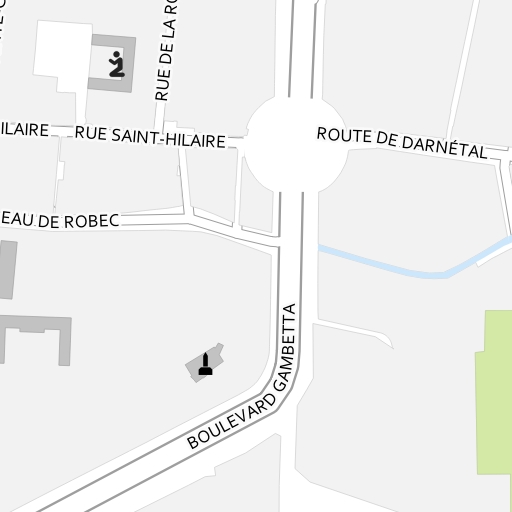 RUE DE LA RO
ILAIRE
RUE SAINT-HILAIRE
ROUTE DE DARNÉTAL
EAU DE ROBEC
BOULEVARD GAMBETTA